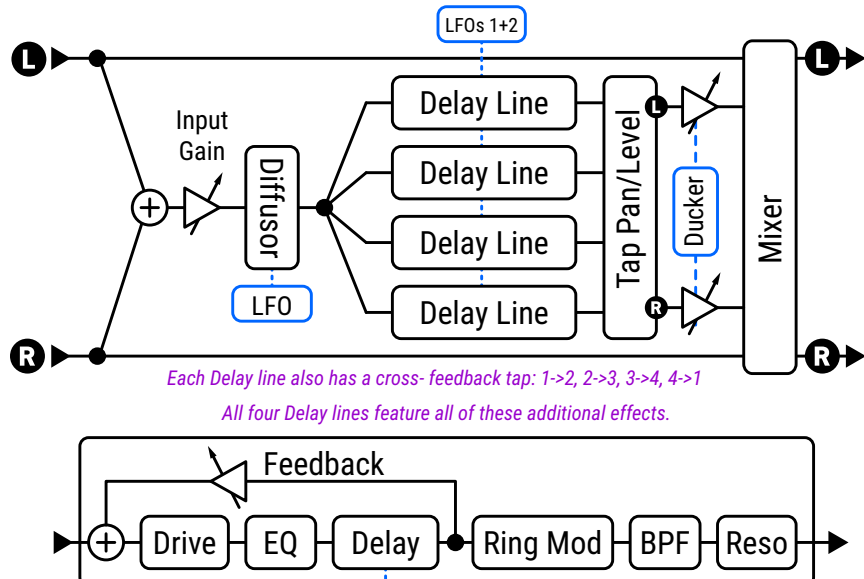 LFOs 1+2
L
L
Delay Line
Input
Gain
L
Delay Line
Diffusor
Tap Pan/Level
Ducker
Mixer
+
Delay Line
LFO
Delay Line
R
R
R
Each Delay line also has a cross- feedback tap: 1->2, 2->3, 3->4, 4->1
All four Delay lines feature all of these additional effects.
Feedback
+
Drive
EQ
Delay
Ring Mod
BPF
Reso